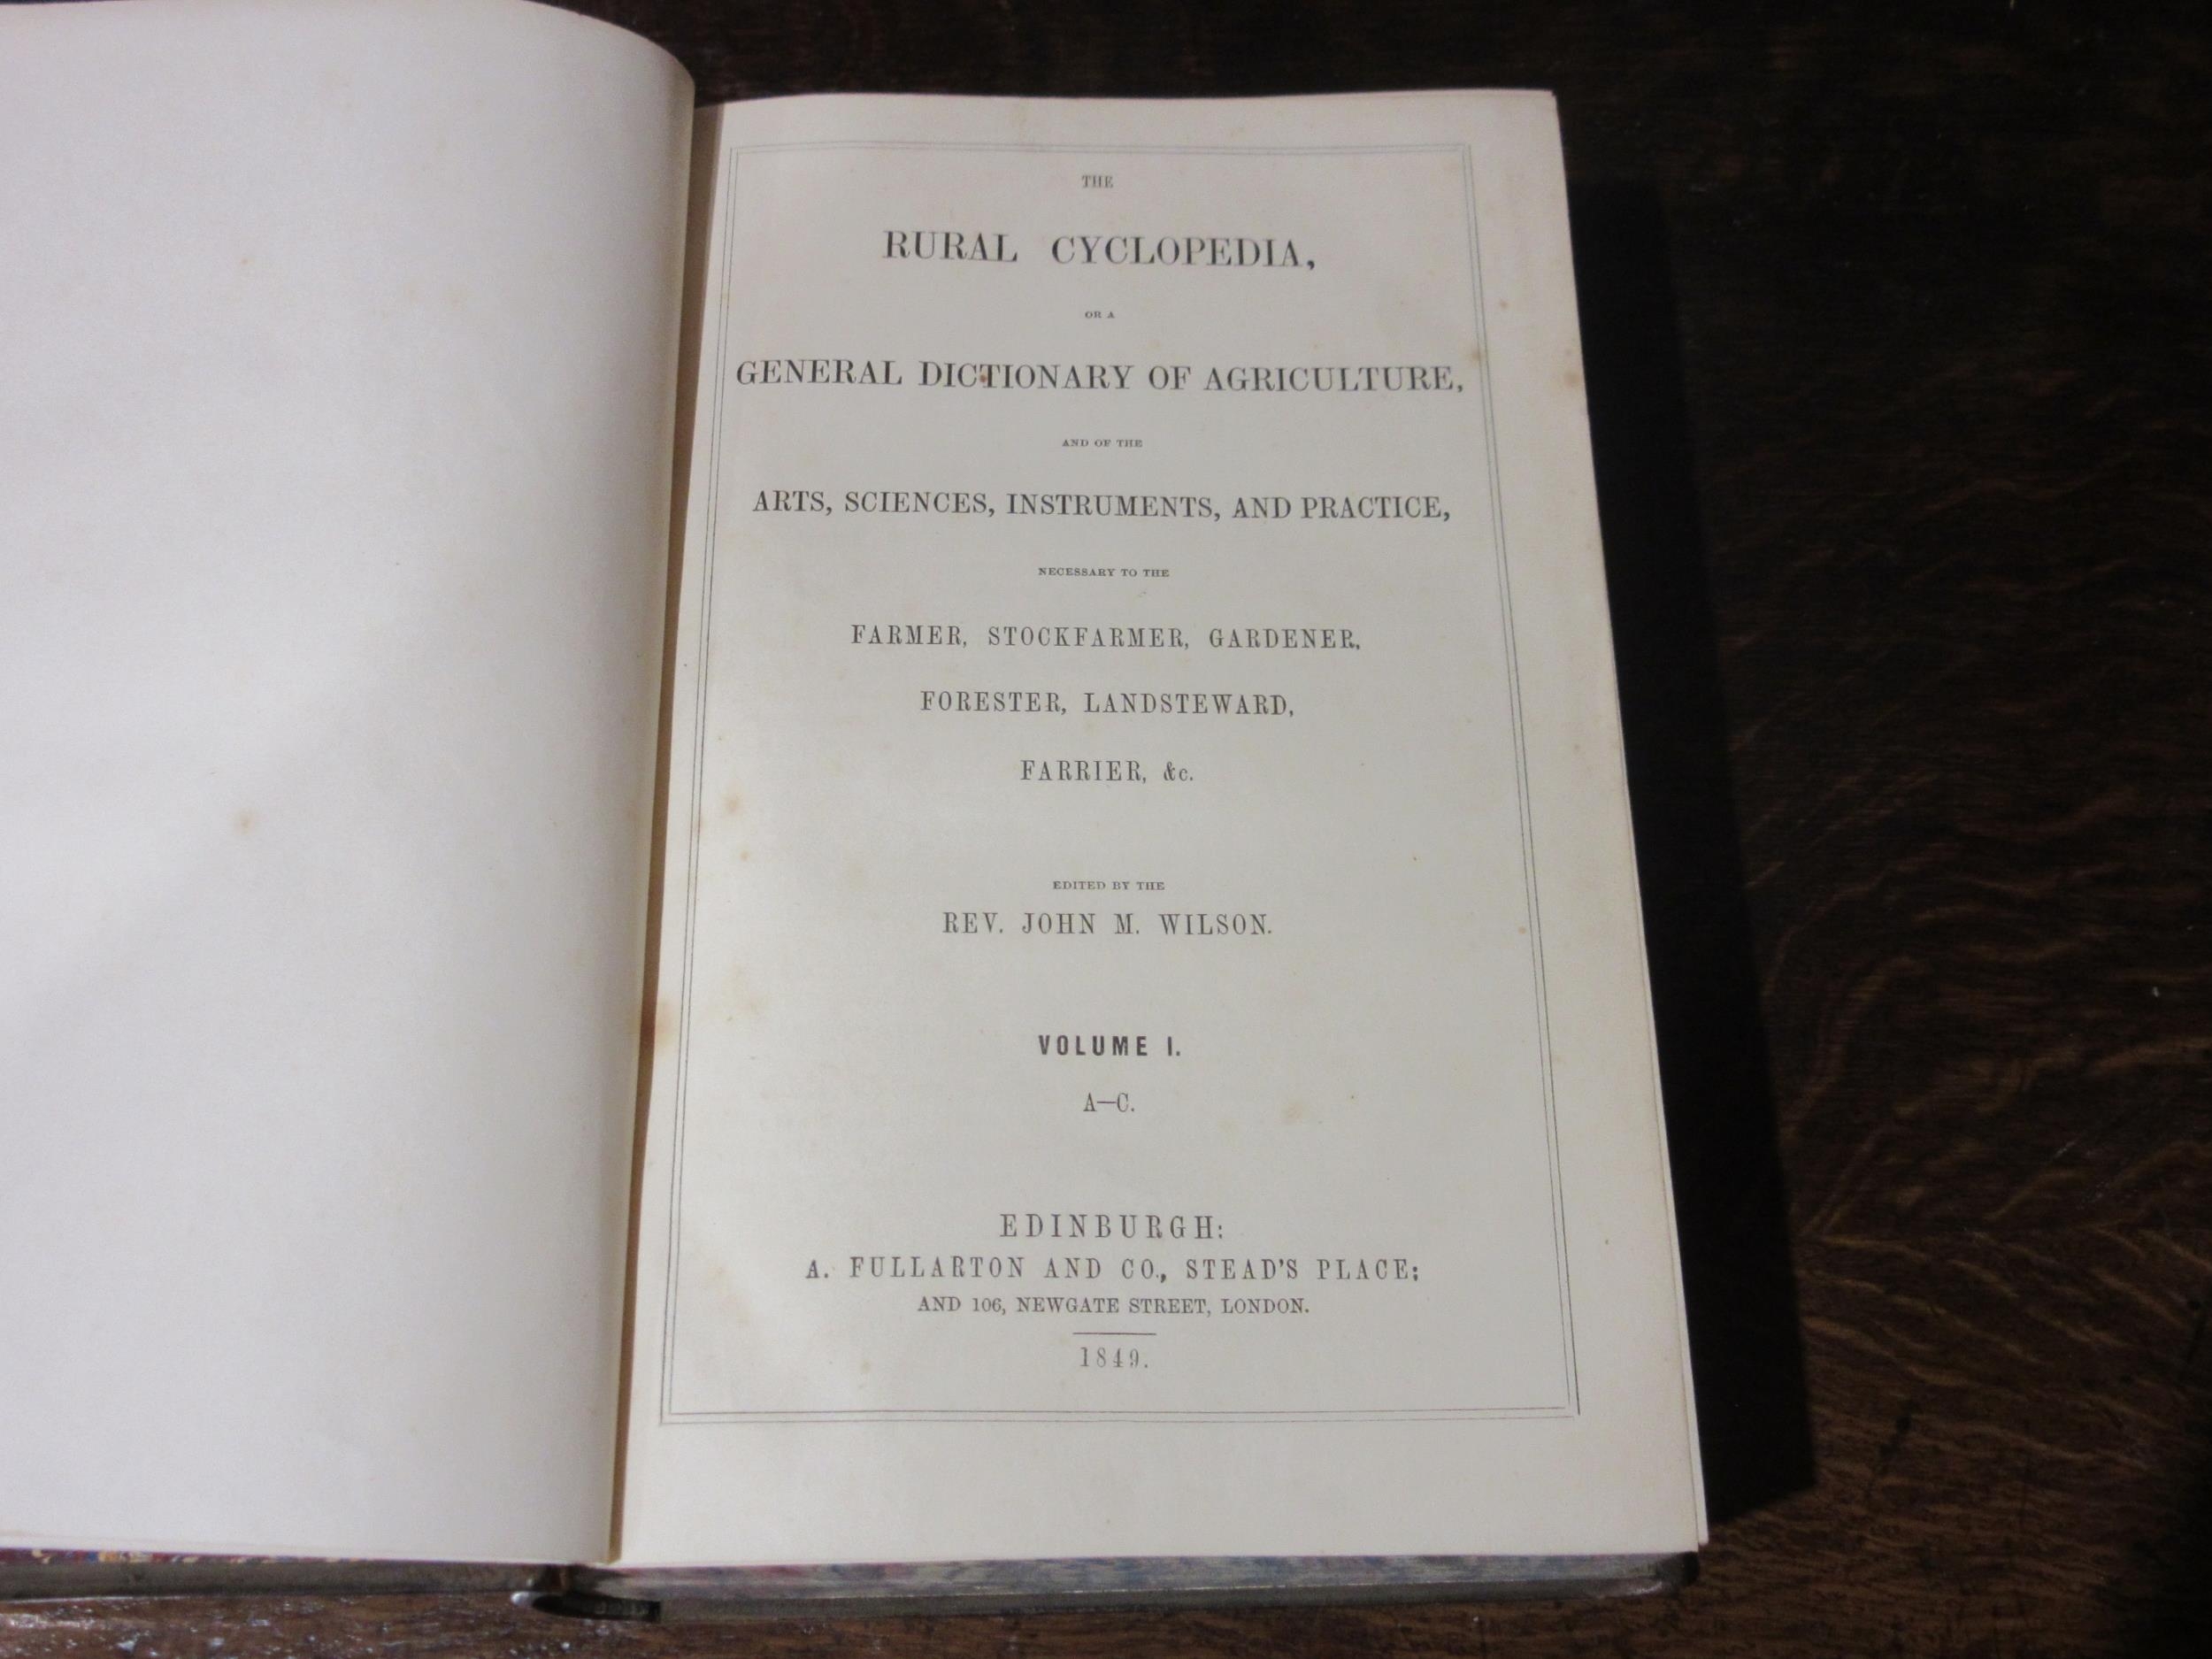 THE
RURAL CYCLOPEDIA,
OR A
GENERAL DICTIONARY OF AGRICULTURE,
AND OF THE
ARTS, SCIENCES, INSTRUMENTS, AND PRACTICE,
NECESSARY TO THE
FARMER, STOCKFARMER, GARDENER,
FORESTER, LANDSTEWARD,
FARRIER, &c.
EDITED BY THE
REV. JOHN M. WILSON.
VOLUME I.
A—C.
EDINBURGH:
A. FULLARTON AND CO., STEAD'S PLACE;
AND 106, NEWGATE STREET, LONDON.
1849.